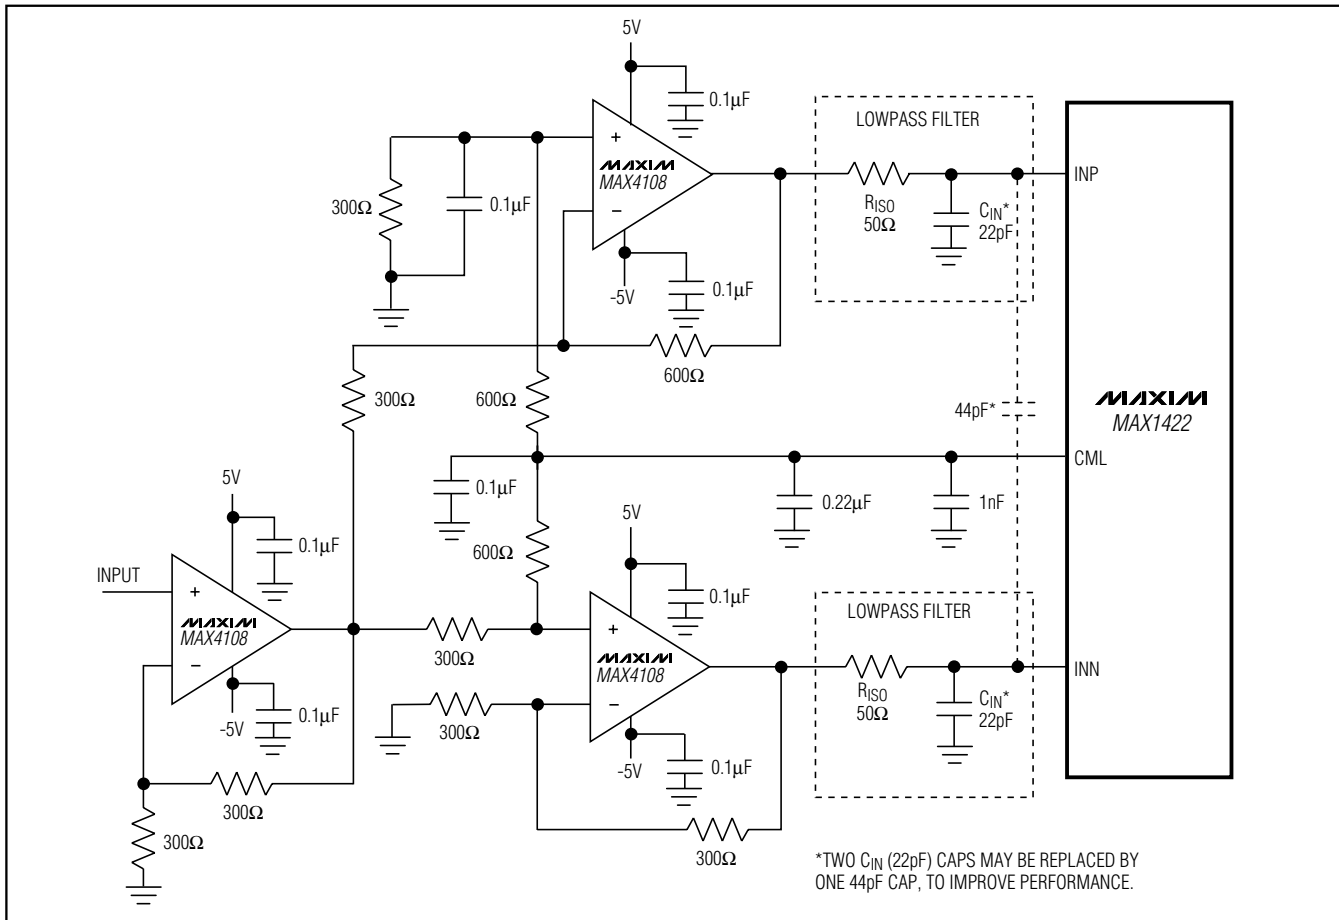 5V
0.1µF
LOWPASS FILTER
+
MAXIM
MAX4108
300Ω
0.1µF
−
RISO
50Ω
CIN*
22pF
INP
-5V
0.1µF
600Ω
300Ω
600Ω
44pF*
MAXIM
MAX1422
CML
0.1µF
0.22µF
1nF
5V
0.1µF
600Ω
5V
0.1µF
LOWPASS FILTER
INPUT
+
MAXIM
MAX4108
−
300Ω
+
MAXIM
MAX4108
−
300Ω
RISO
50Ω
CIN*
22pF
INN
-5V
0.1µF
-5V
0.1µF
300Ω
300Ω
300Ω
*TWO CIN (22pF) CAPS MAY BE REPLACED BY
ONE 44pF CAP, TO IMPROVE PERFORMANCE.